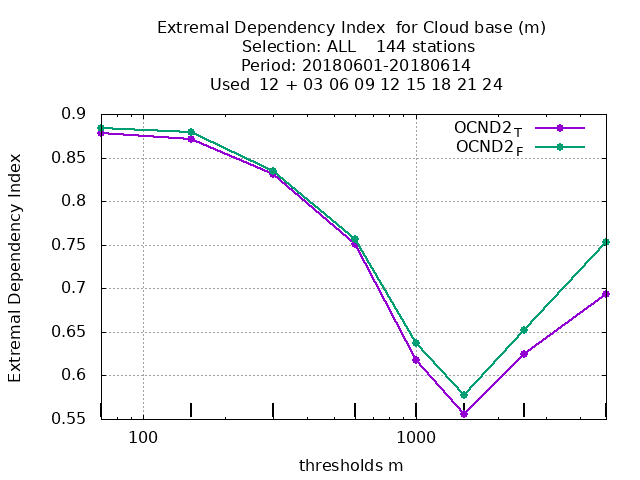 Extremal Dependency Index  for Cloud base (m)
Selection: ALL    144 stations
Period: 20180601-20180614
Used  12 + 03 06 09 12 15 18 21 24
0.9
0.85
0.8
0.75
0.7
0.65
0.6
0.55
Extremal Dependency Index
OCND2T
OCND2F
100 1000
thresholds m